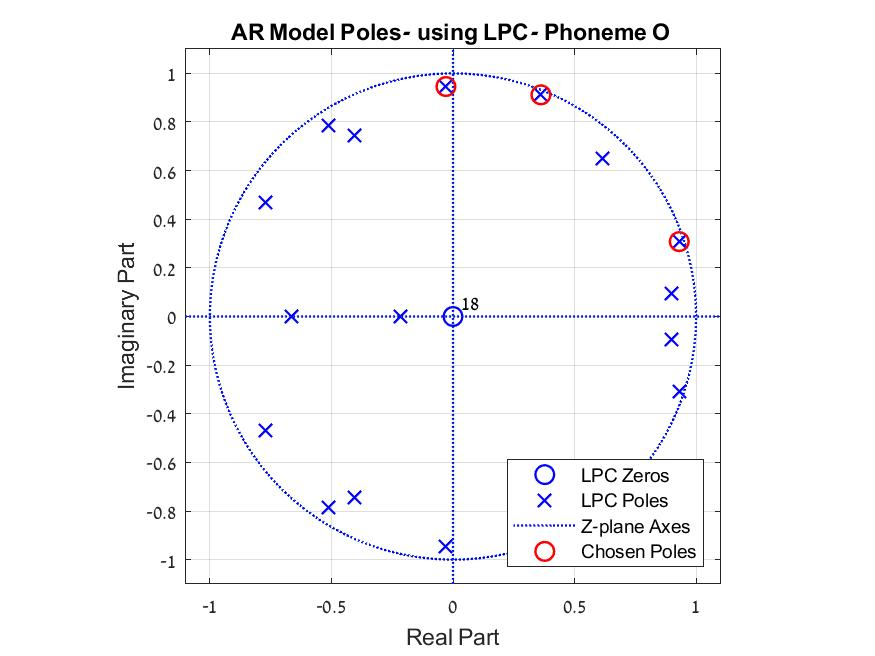 AR Model Poles- using LPC- Phoneme O
1
0.8
0.6
0.4
0.2
0
-0.2
-0.4
-0.6
-0.8
-1
Imaginary Part
18
LPC Zeros
LPC Poles
Z-plane Axes
Chosen Poles
-1
-0.5
0
0.5
1
Real Part